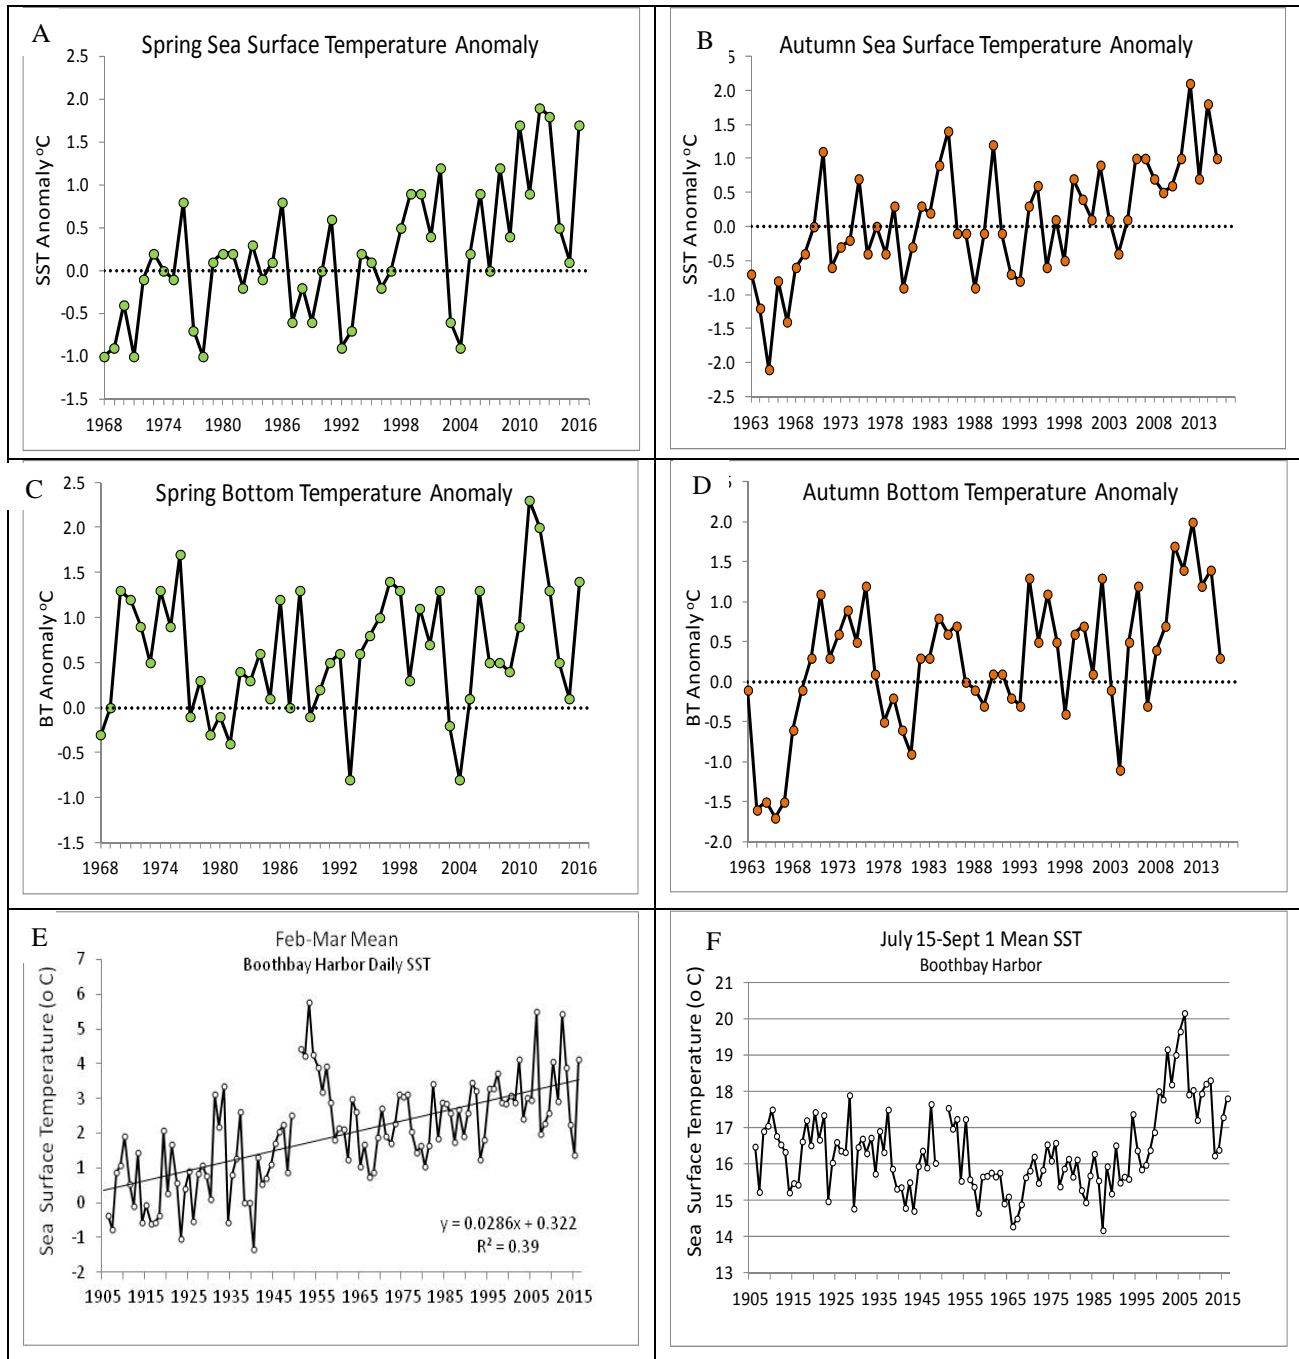 A
Spring Sea Surface Temperature Anomaly
SST Anomaly ºC
2.5
2.0
1.5
1.0
0.5
0.0
-0.5
-1.0
-1.5
1968 1974 1980 1986 1992 1998 2004 2010 2016
B
Autumn Sea Surface Temperature Anomaly
SST Anomaly ºC
5
2.0
1.5
1.0
0.5
0.0
-0.5
-1.0
-1.5
-2.0
-2.5
1963 1968 1973 1978 1983 1988 1993 1998 2003 2008 2013
C
Spring Bottom Temperature Anomaly
BT Anomaly ºC
2.5
2.0
1.5
1.0
0.5
0.0
-0.5
-1.0
-1.5
1968 1974 1980 1986 1992 1998 2004 2010 2016
D
Autumn Bottom Temperature Anomaly
BT Anomaly ºC
2.0
1.5
1.0
0.5
0.0
-0.5
-1.0
-1.5
-2.0
1963 1968 1973 1978 1983 1988 1993 1998 2003 2008 2013
E
Feb-Mar Mean
Boothbay Harbor Daily SST
Sea Surface Temperature (o C)
7
6
5
4
3
2
1
0
-1
-2
y = 0.0286x + 0.322
R² = 0.39
1905 1915 1925 1935 1945 1955 1965 1975 1985 1995 2005 2015
F
July 15-Sept 1 Mean SST
Boothbay Harbor
Sea Surface Temperature (o C)
21
20
19
18
17
16
15
14
13
1905 1915 1925 1935 1945 1955 1965 1975 1985 1995 2005 2015